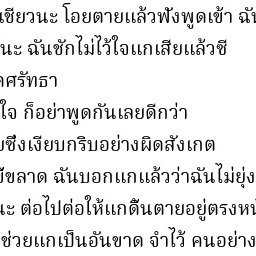 เชียวนะ โอยตายแล้วฟังพูดเข้า
นะ ฉันชักไม่ไว้ใจแกเสียแล้วซี
ศรัทธา
ใจ ก็อย่าพูดกันเลยดีกว่า
ซึ่งเงียบกริบอย่างผิดสังเกต
ขลาด ฉันบอกแกแล้วว่าฉันไม่ยุ่ง
นะ ต่อไปต่อให้แกดิ้นตายอยู่ตรง
ช่วยแกเป็นอันขาด จำไว้ คนอย่าง